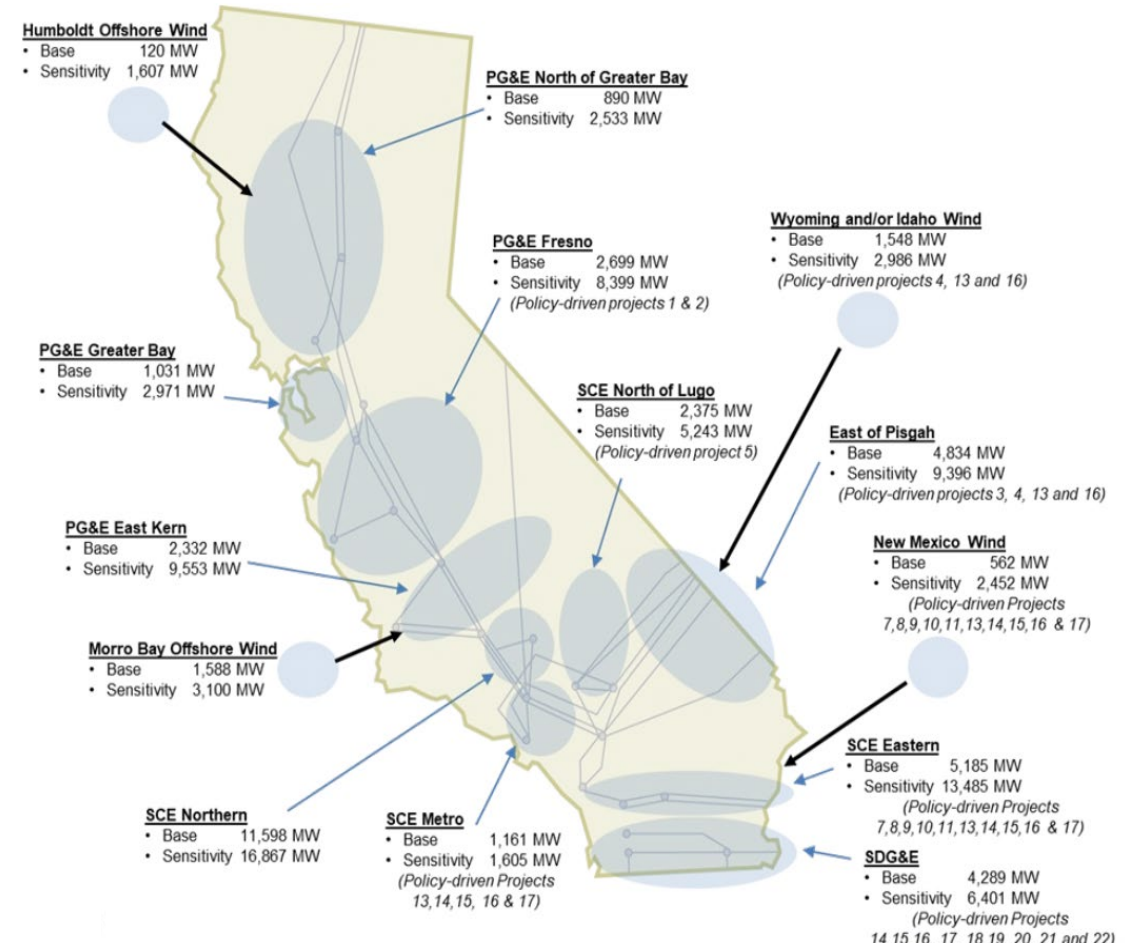 Humboldt Offshore Wind
• Base 120 MW
• Sensitivity 1,607 MW
PG&E North of Greater Bay
• Base 890 MW
• Sensitivity 2,533 MW
Wyoming and/or Idaho Wind
• Base 1,548 MW
• Sensitivity 2,986 MW
(Policy-driven projects 4, 13 and 16)
PG&E Fresno
• Base 2,699 MW
• Sensitivity 8,399 MW
(Policy-driven projects 1 & 2)
PG&E Greater Bay
• Base 1,031 MW
• Sensitivity 2,971 MW
SCE North of Lugo
• Base 2,375 MW
• Sensitivity 5,243 MW
(Policy-driven project 5)
East of Pisgah
• Base 4,834 MW
• Sensitivity 9,396 MW
(Policy-driven projects 3, 4, 13 and 16)
PG&E East Kern
• Base 2,332 MW
• Sensitivity 9,553 MW
New Mexico Wind
• Base 562 MW
• Sensitivity 2,452 MW
(Policy-driven Projects
7,8,9,10,11,13,14,15,16 & 17)
Morro Bay Offshore Wind
• Base 1,588 MW
• Sensitivity 3,100 MW
SCE Eastern
• Base 5,185 MW
• Sensitivity 13,485 MW
(Policy-driven Projects
7,8,9,10,11,13,14,15,16 & 17)
SCE Northern
• Base 11,598 MW
• Sensitivity 16,867 MW
SCE Metro
• Base 1,161 MW
• Sensitivity 1,605 MW
(Policy-driven Projects
13,14,15, 16 & 17)
SDG&E
• Base 4,289 MW
• Sensitivity 6,401 MW
(Policy-driven Projects
14,15,16, 17, 18,19, 20, 21 and 22)